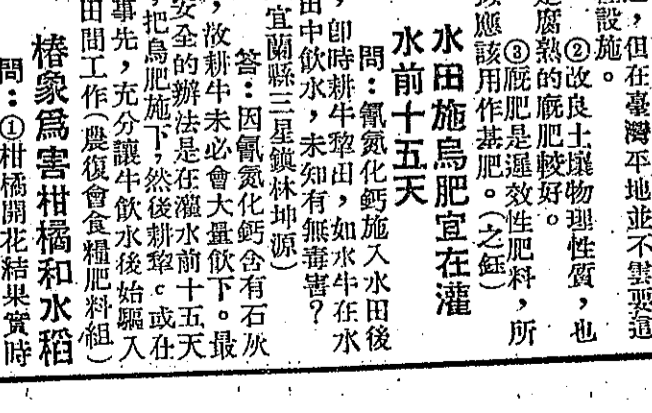 ，但在臺灣平地並不需要這
設施。
②改良土壤物理性質，也
是腐熟的廐肥較好。
③廐肥是遲效性肥料，所
應該用作基肥。（之鈺）
水田施烏肥宜在灌
水前十五天
問：氰氮化鈣施入水田後
，卽時耕牛犂田，如水牛在水
田中飲水，未知有無毒害？
宜蘭縣三星鎮林坤源）
答：因氰氮化鈣含有石灰
，故耕牛未必會大量飲下。最
安全的辦法是在灌水前十五天
，把烏肥施下，然後耕犂。或在
事先，充分讓牛飲水後始驅入
田間工作（農復會食糧肥料組）
椿象爲害柑橘和水稻
問：①柑橘開花結果實時